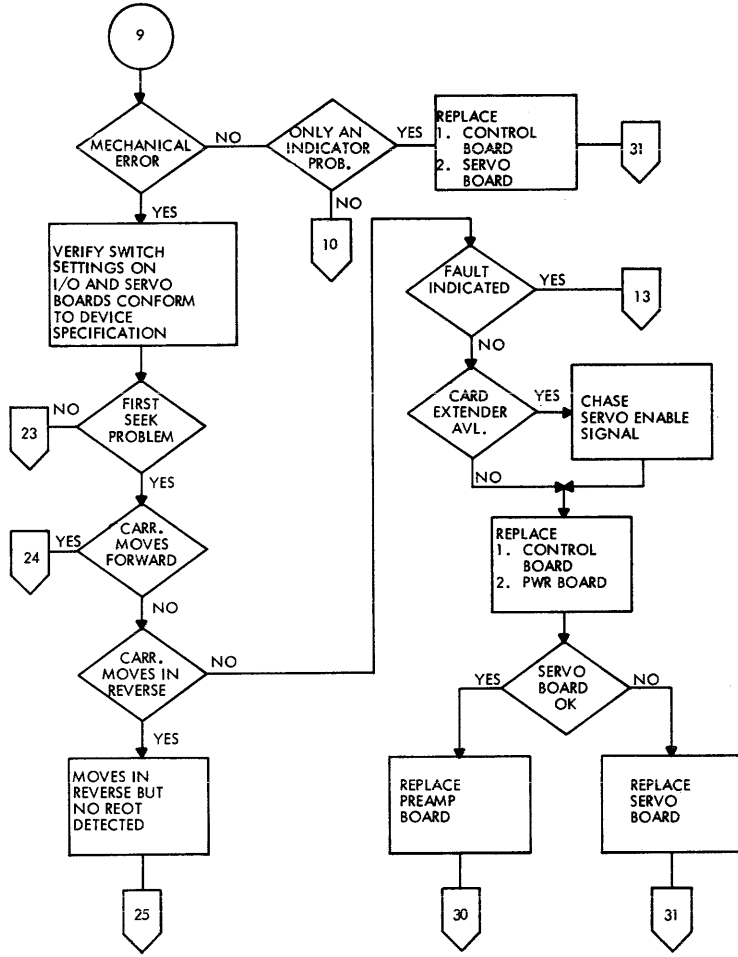 9
MECHANICAL
ERROR
NO
ONLY AN
INDICATOR
PROB.
YES
REPLACE
1. CONTROL
BOARD
2. SERVO
BOARD
31
YES
NO
10
VERIFY SWITCH
SETTINGS ON
I/O AND SERVO
BOARDS CONFORM
TO DEVICE
SPECIFICATION
FAULT
INDICATED
YES
13
NO
FIRST
SEEK
PROBLEM
NO
23
YES
CARD
EXTENDER
AVL.
YES
CHASE
SERVO ENABLE
SIGNAL
NO
CARR.
MOVES
FORWARD
YES
24
NO
REPLACE
1. CONTROL
BOARD
2. PWR BOARD
CARR.
MOVES IN
REVERSE
NO
YES
SERVO
BOARD
OK
YES
NO
MOVES IN
REVERSE BUT
NO REOT
DETECTED
REPLACE
PREAMP
BOARD
REPLACE
SERVO
BOARD
25
30
31